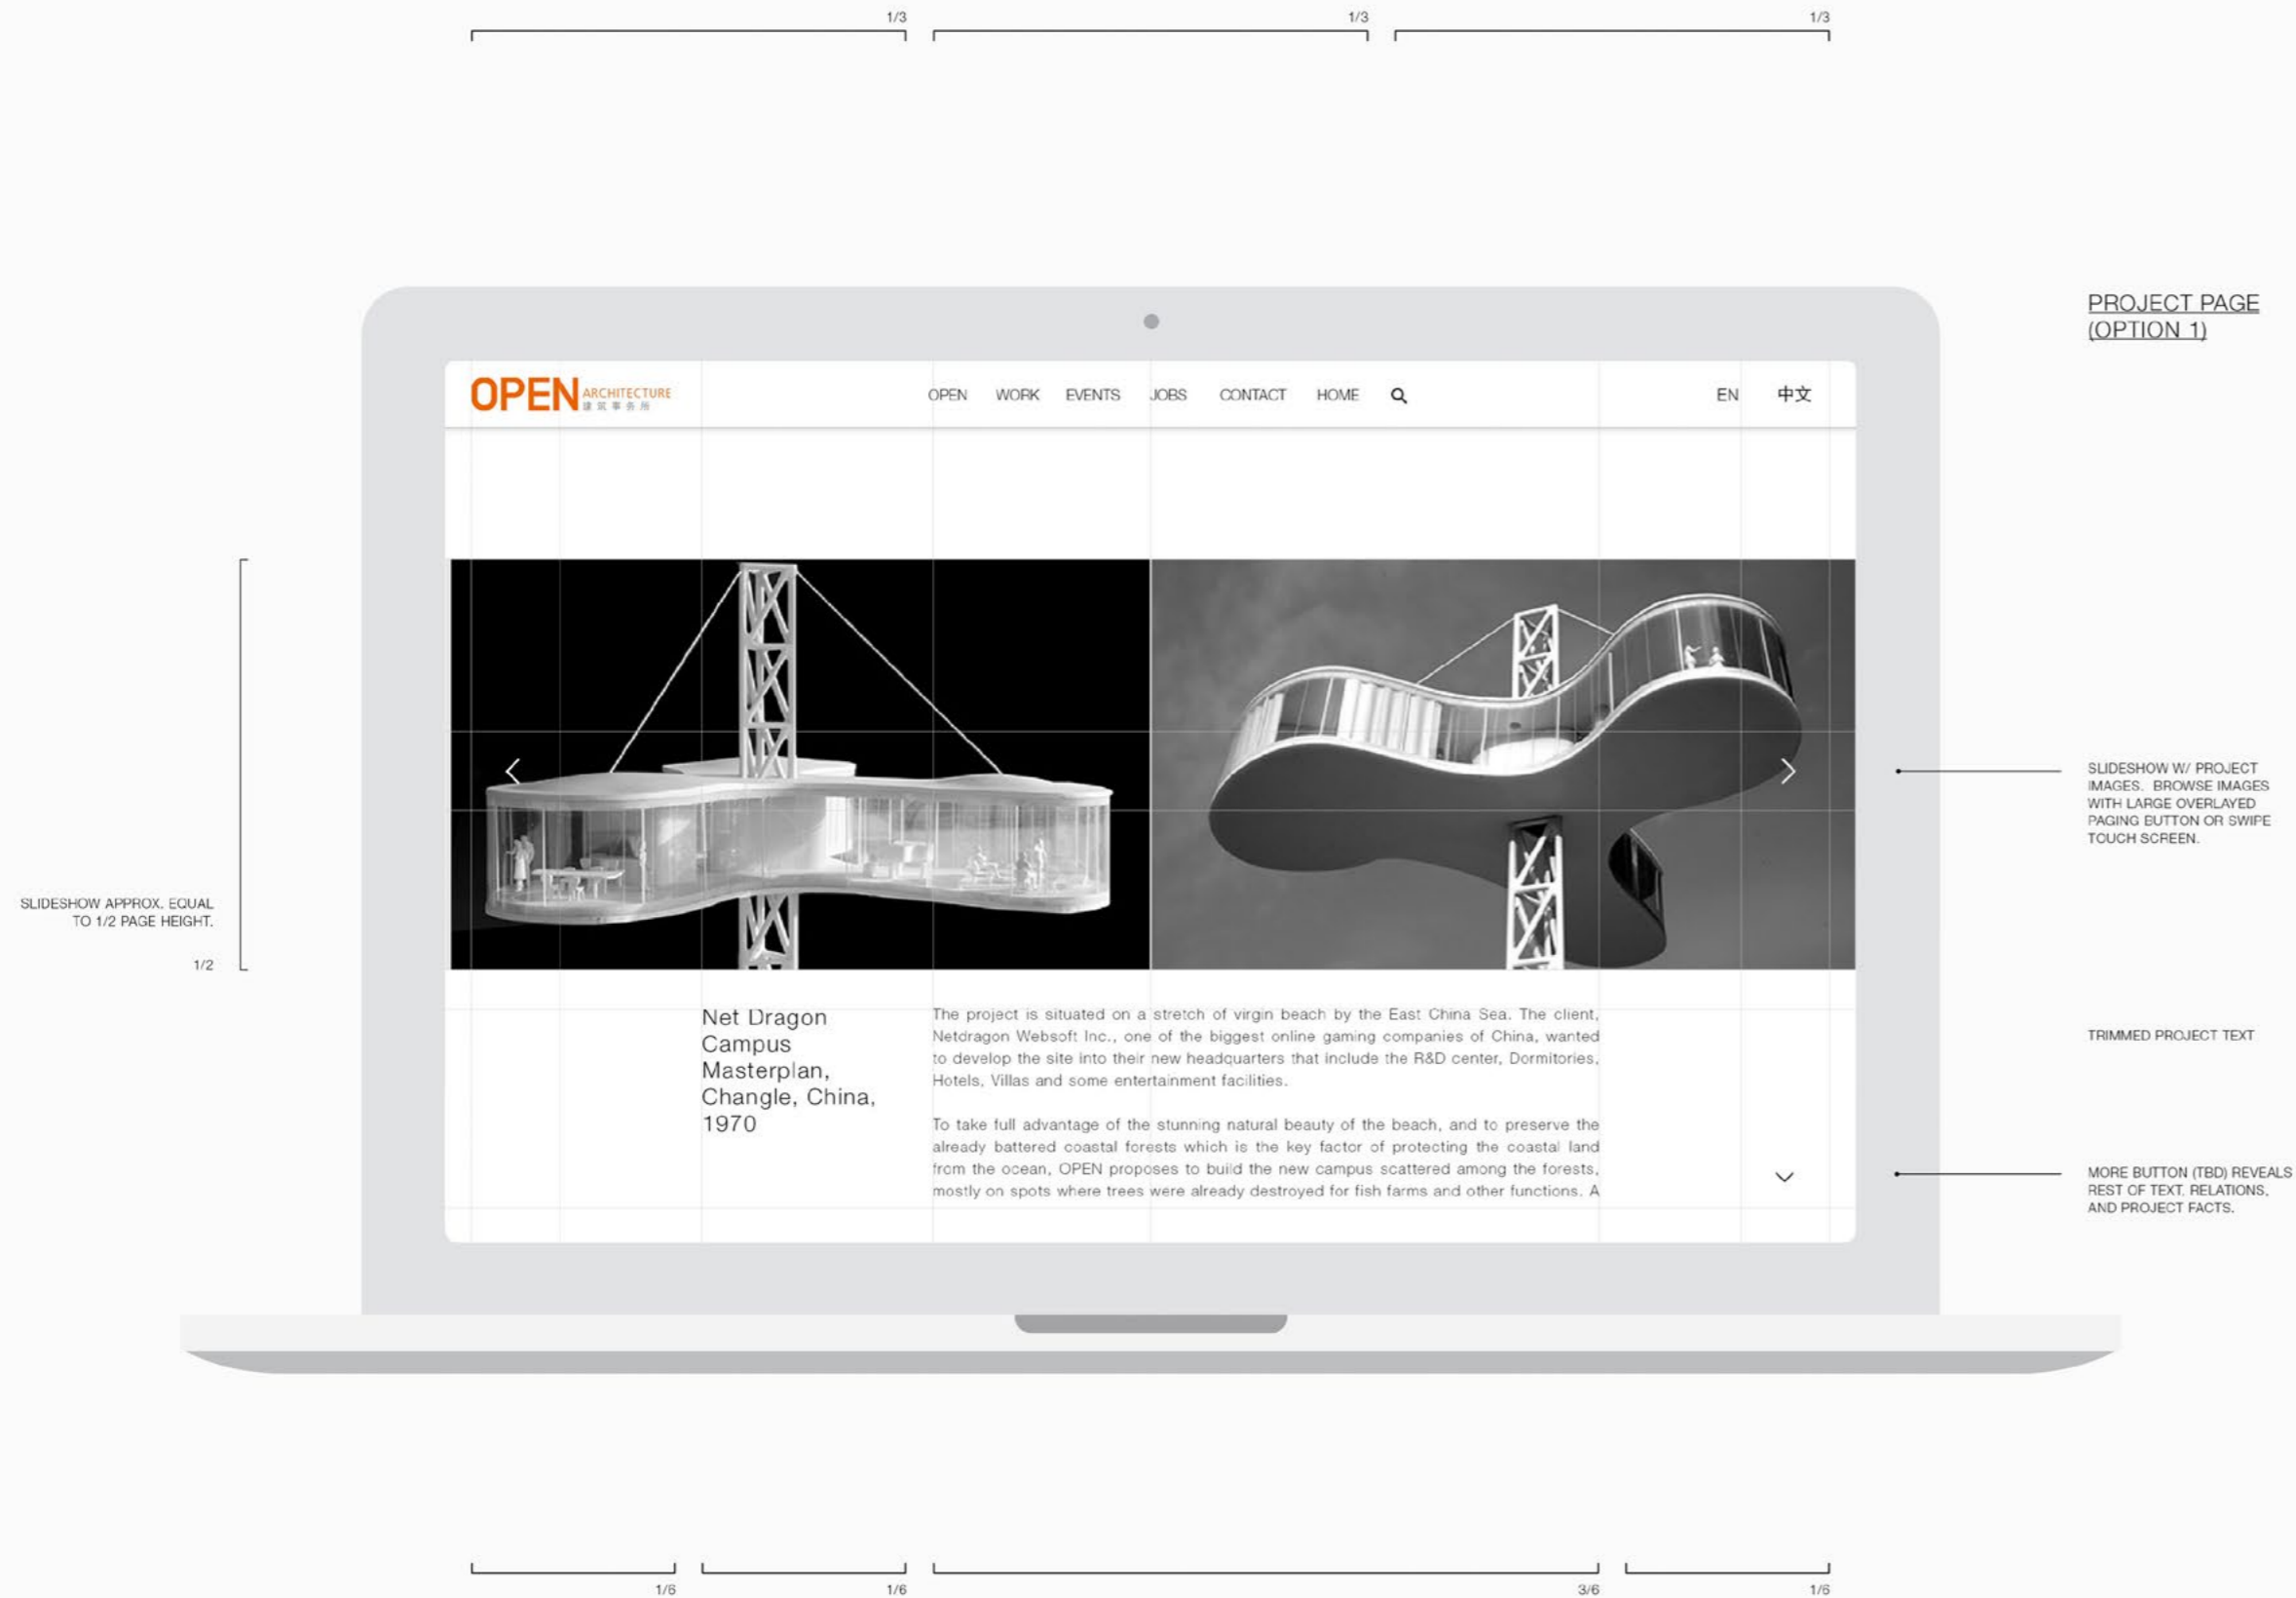 1/3
1/3
1/3
PROJECT PAGE
(OPTION 1)
OPEN ARCHITECTURE
建筑事务所
OPEN WORK EVENTS JOBS CONTACT HOME
EN 中文
SLIDESHOW W/ PROJECT
IMAGES. BROWSE IMAGES
WITH LARGE OVERLAYED
PAGING BUTTON OR SWIPE
TOUCH SCREEN.
SLIDESHOW APPROX. EQUAL
TO 1/2 PAGE HEIGHT.
1/2
Net Dragon
Campus
Masterplan,
Changle, China,
1970
The project is situated on a stretch of virgin beach by the East China Sea. The client,
Netdragon Websoft Inc., one of the biggest online gaming companies of China, wanted
to develop the site into their new headquarters that include the R&D center, Dormitories,
Hotels, Villas and some entertainment facilities.
To take full advantage of the stunning natural beauty of the beach, and to preserve the
already battered coastal forests which is the key factor of protecting the coastal land
from the ocean, OPEN proposes to build the new campus scattered among the forests,
mostly on spots where trees were already destroyed for fish farms and other functions. A
TRIMMED PROJECT TEXT
MORE BUTTON (TBD) REVEALS
REST OF TEXT, RELATIONS,
AND PROJECT FACTS.
1/6
1/6
3/6
1/6